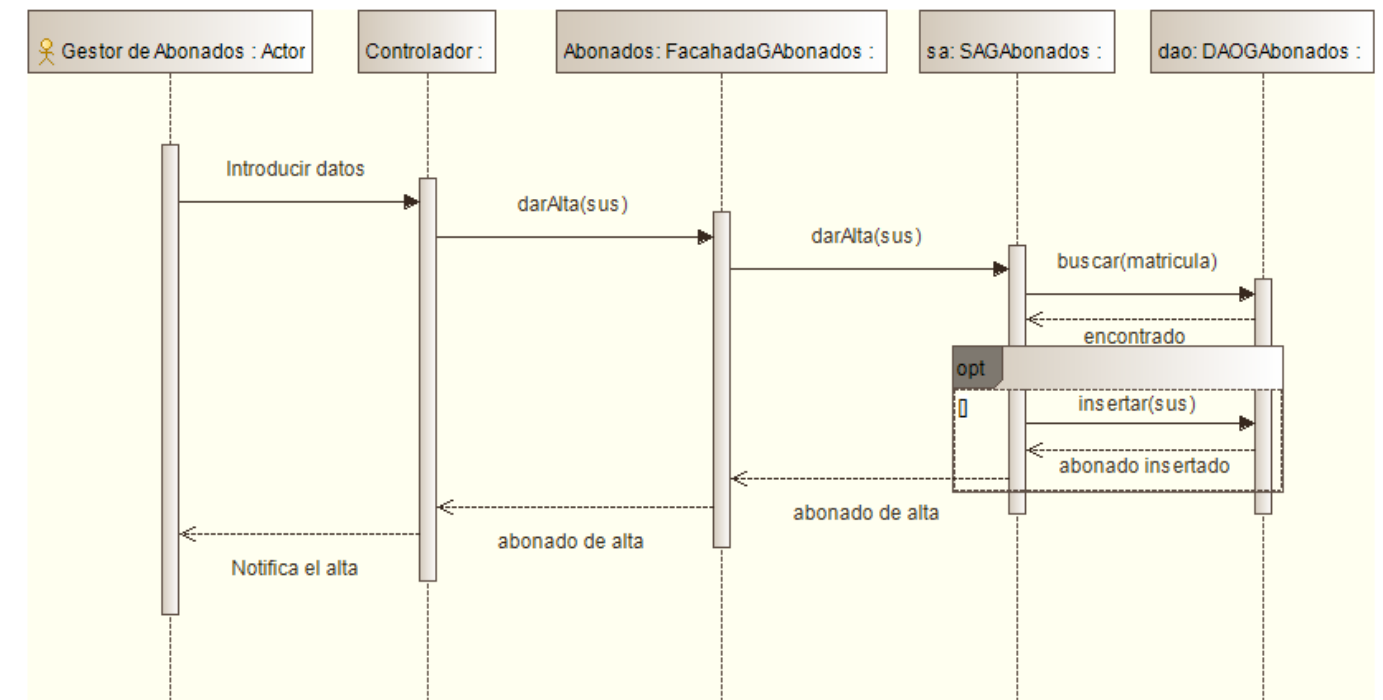 Gestor de Abonados : Actor
Controlador :
Abonados: FacahadaGAbonados :
sa: SAGAbonados :
dao: DAOGAbonados :
Introducir datos
darAlta(sus)
darAlta(sus)
buscar(matricula)
encontrado
opt
[]
insertar(sus)
abonado insertado
abonado de alta
abonado de alta
Notifica el alta